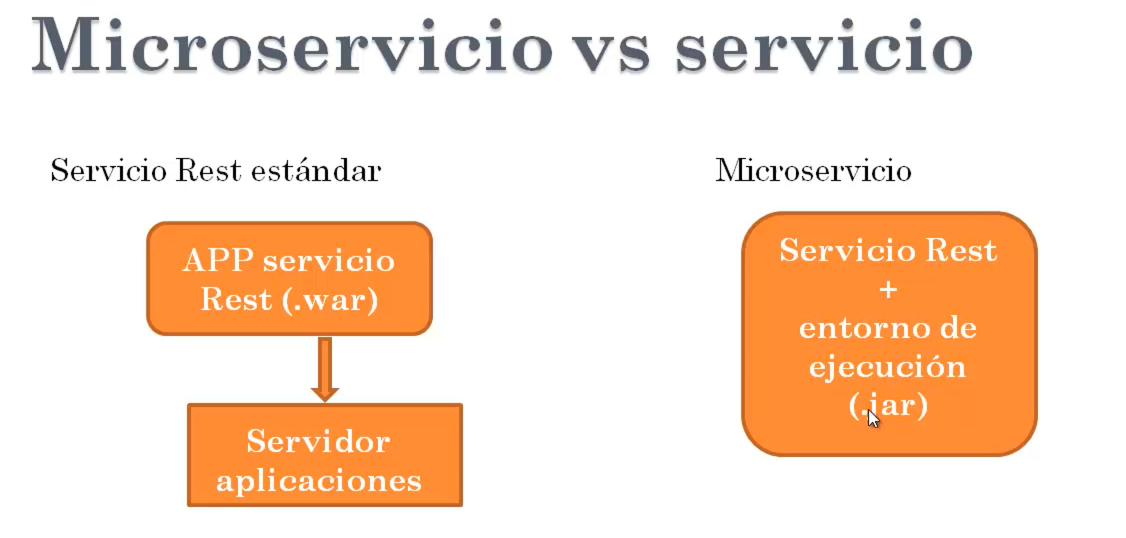 Microservicio vs servicio
Servicio Rest estándar
APP servicio
Rest (.war)
Servidor
aplicaciones
Microservicio
Servicio Rest
+
entorno de
ejecución
(.jar)